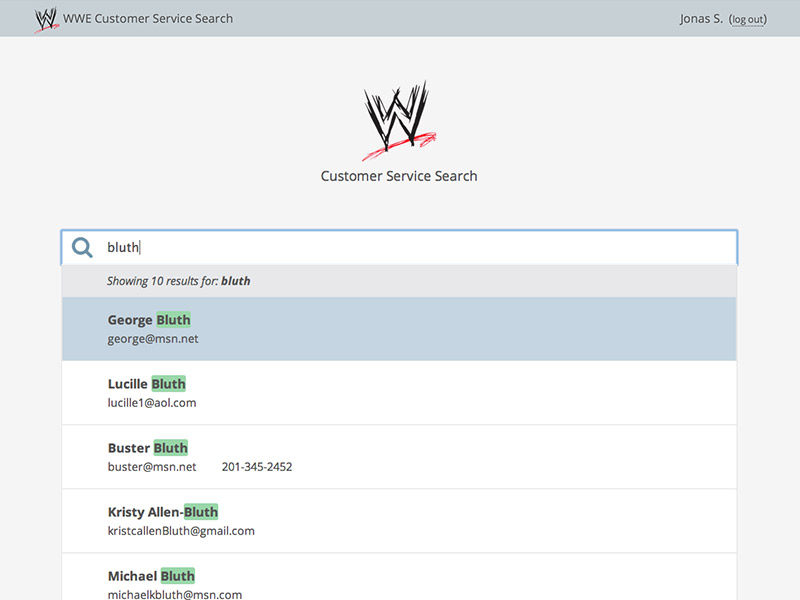 WWE Customer Service Search
Jonas S. (log out)
Customer Service Search
bluth
Showing 10 results for: bluth
George Bluth
george@msn.net
Lucille Bluth
lucille1@aol.com
Buster Bluth
buster@msn.net 201-345-2452
Kristy Allen-Bluth
kristcallenBluth@gmail.com
Michael Bluth
michaelkbluth@msn.com